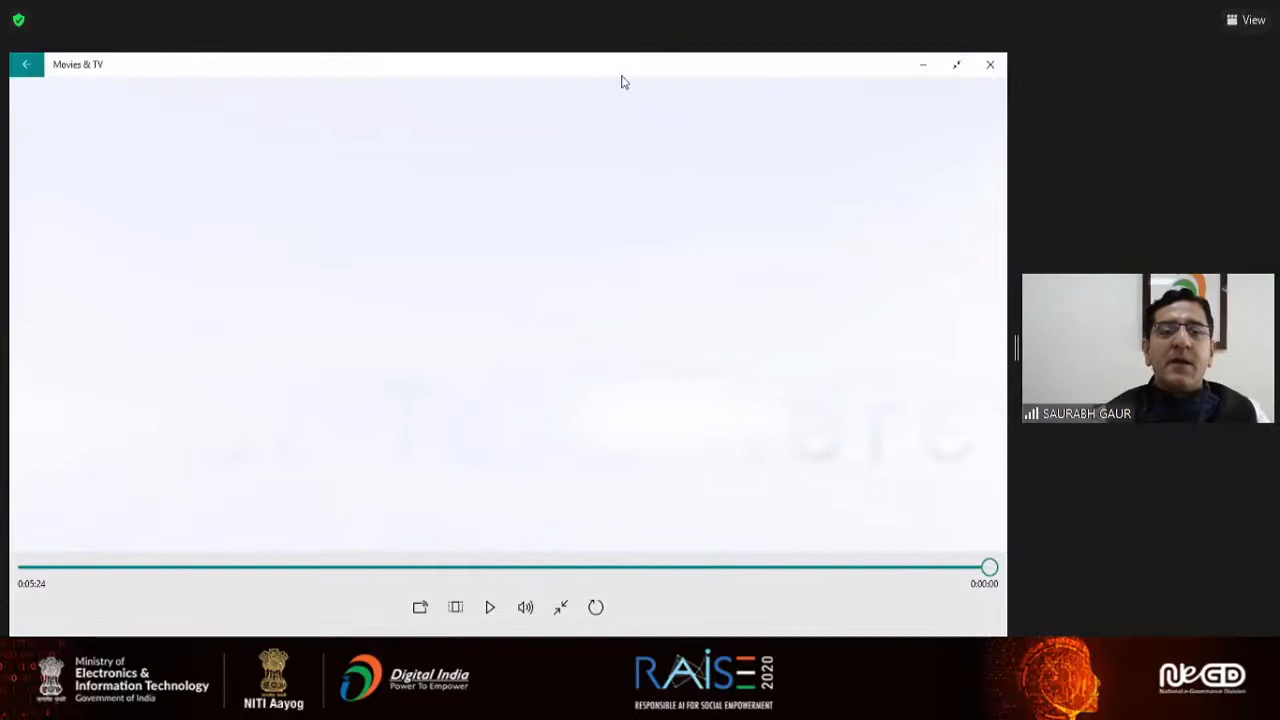 View
Movies & TV
SAURABH GAUR
0:05:24
0:00:00
Ministry of
Electronics &
Information Technology
Government of India
NITI Aayog
Digital India
Power To Empower
RAISE 2020
RESPONSIBLE AI FOR SOCIAL EMPOWERMENT
NeGD
National e-Governance Division